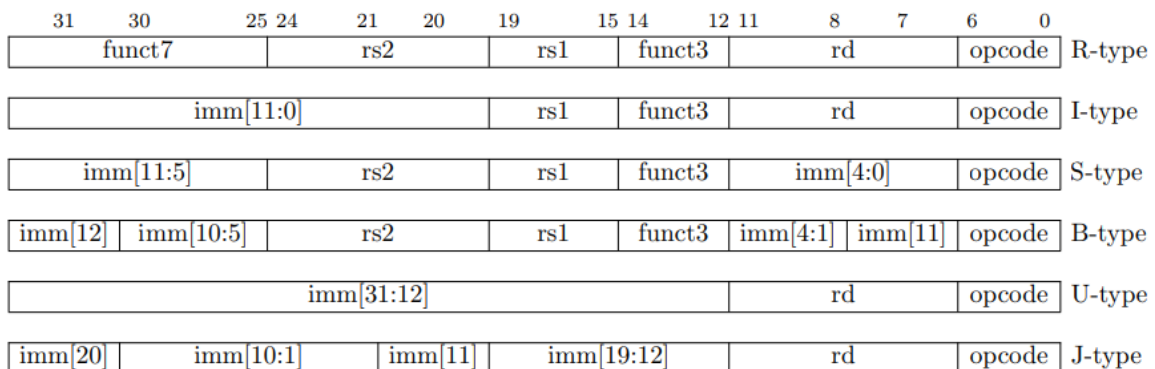 31 30 25 24 21 20 19 15 14 12 11 8 7 6 0
funct7 rs2 rs1 funct3 rd opcode R-type
imm[11:0] rs1 funct3 rd opcode I-type
imm[11:5] rs2 rs1 funct3 imm[4:0] opcode S-type
imm[12] imm[10:5] rs2 rs1 funct3 imm[4:1] imm[11] opcode B-type
imm[31:12] rd opcode U-type
imm[20] imm[10:1] imm[11] imm[19:12] rd opcode J-type